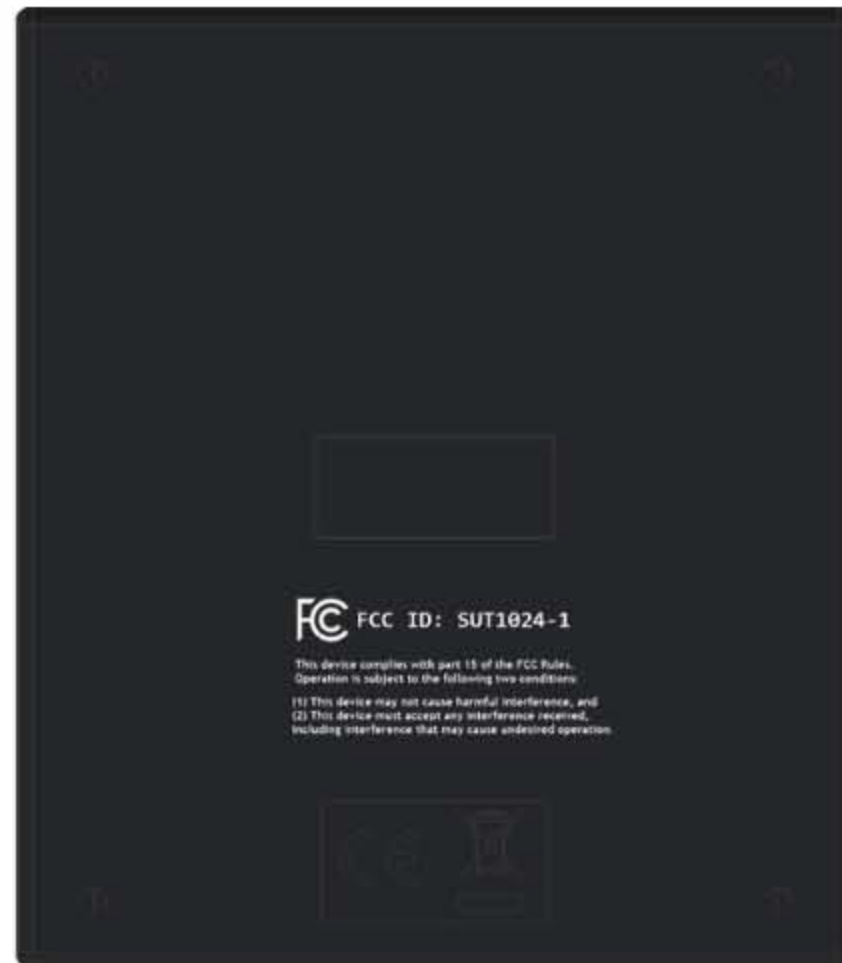 FC FCC ID: SUT1024-1
This device complies with part 15 of the FCC Rules.
Operation is subject to the following two conditions:
(1) This device may not cause harmful interference, and
(2) This device must accept any interference received,
including interference that may cause undesired operation.
CE